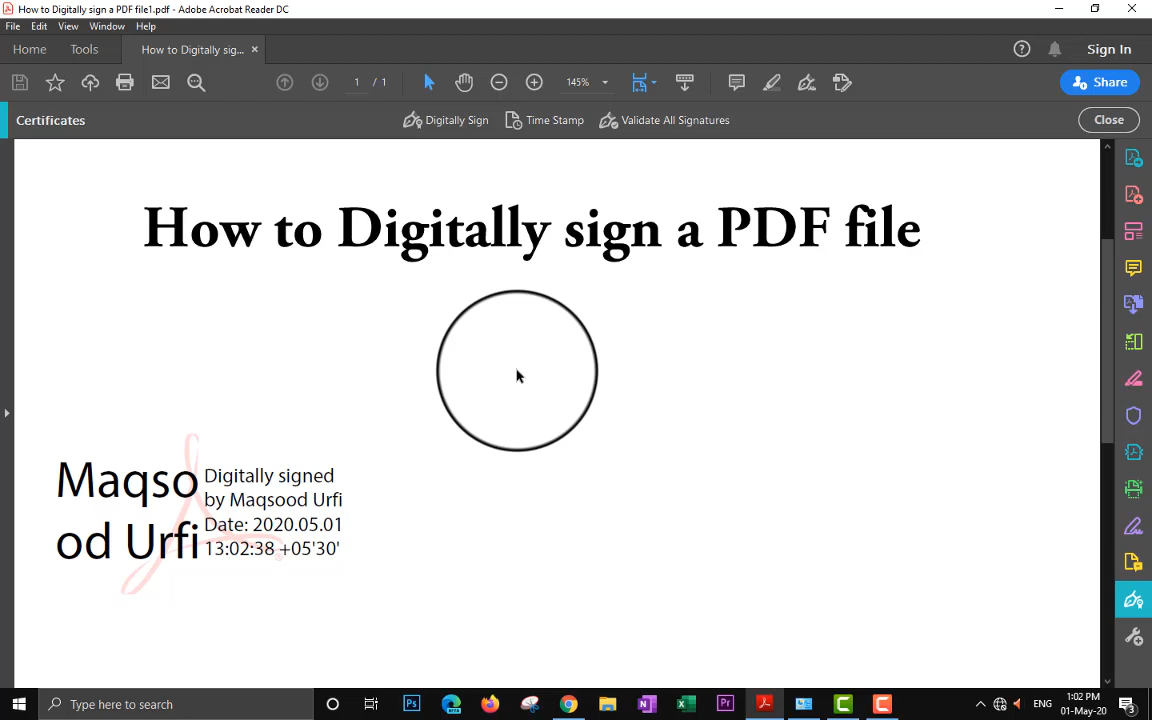 How to Digitally sign a PDF file1.pdf - Adobe Acrobat Reader DC
File Edit View Window Help
Home Tools How to Digitally sig... × Sign In
1 / 1 145% Share
Certificates Digitally Sign Time Stamp Validate All Signatures Close
How to Digitally sign a PDF file
Maqso
od Urfi
Digitally signed
by Maqsood Urfi
Date: 2020.05.01
13:02:38 +05'30'
Type here to search
Ps
N
X
Pr
C
C
ENG
1:02 PM
01-May-20
3